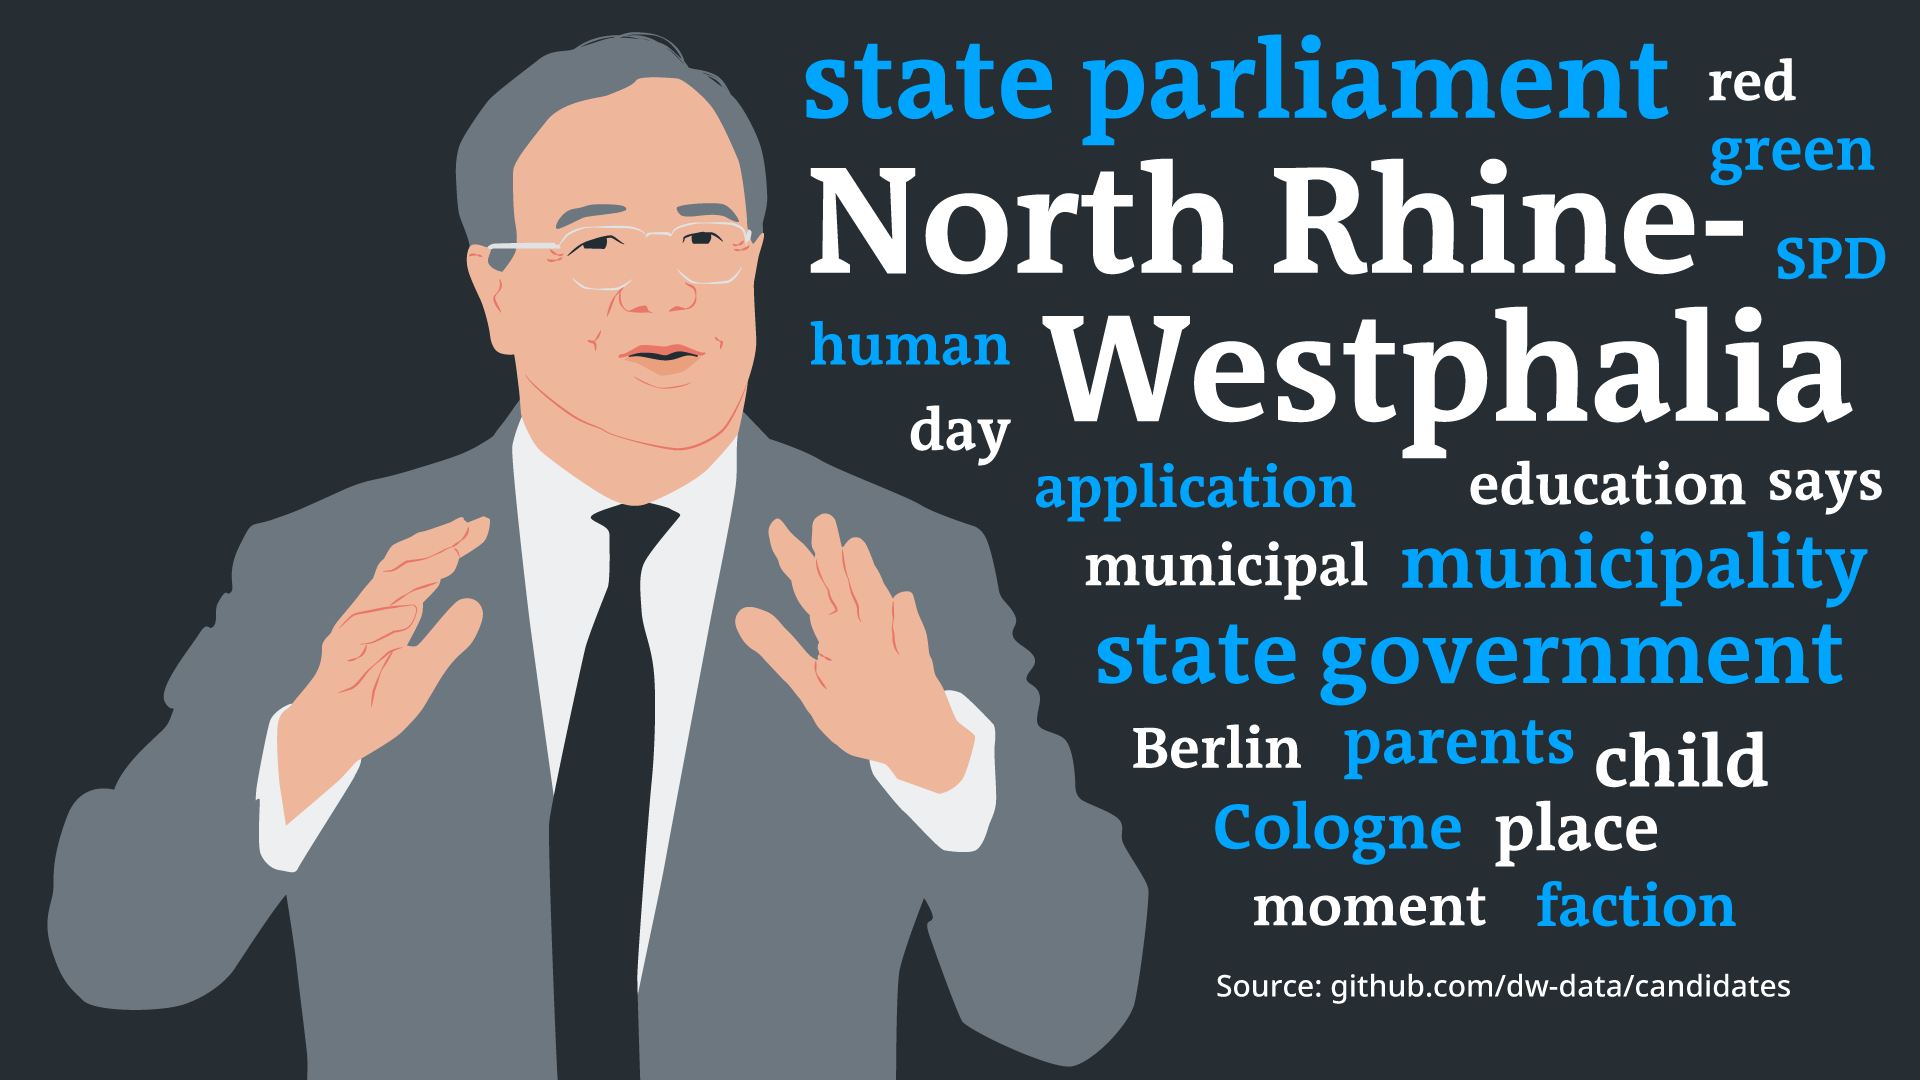 state parliament red
green
North Rhine-
SPD
human Westphalia
day
application education says
municipal municipality
state government
Berlin parents child
Cologne place
moment faction
Source: github.com/dw-data/candidates